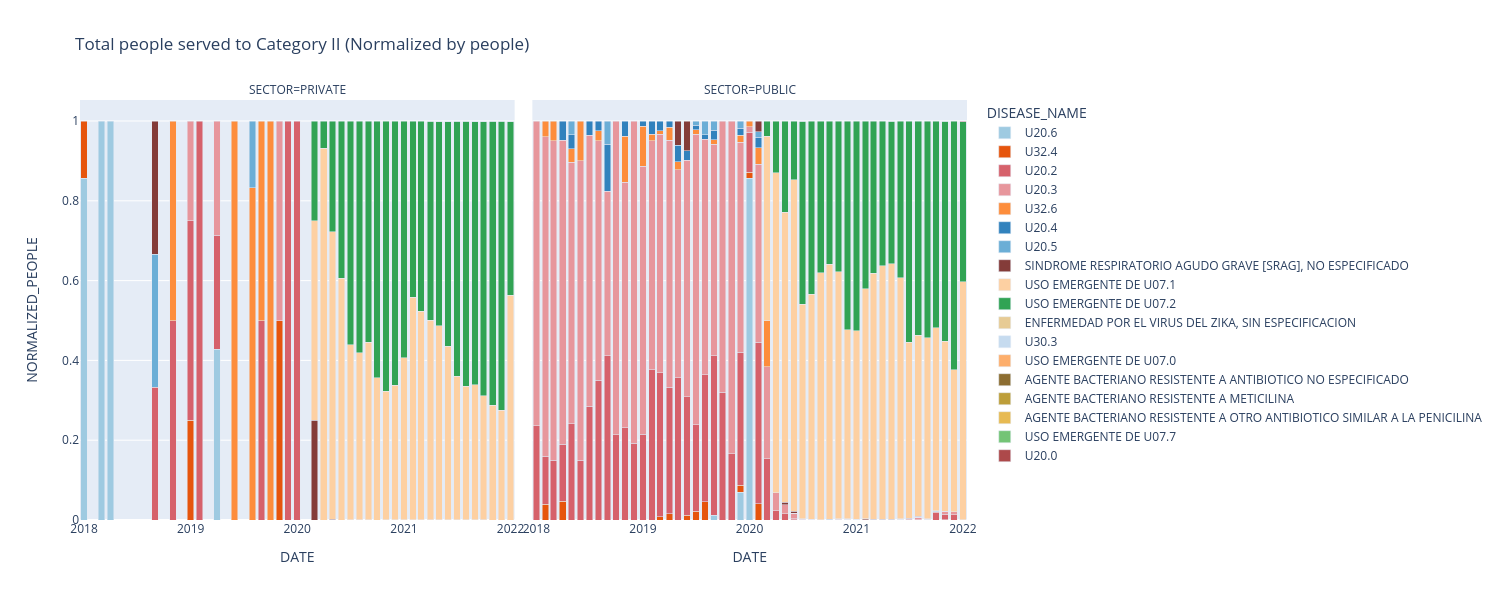 Total people served to Category II (Normalized by people)
SECTOR=PRIVATE
SECTOR=PUBLIC
NORMALIZED_PEOPLE
1
0.8
0.6
0.4
0.2
0
2018
2019
2020
2021
2022
2018
2019
2020
2021
2022
DATE
DATE
DISEASE_NAME
U20.6
U32.4
U20.2
U20.3
U32.6
U20.4
U20.5
SINDROME RESPIRATORIO AGUDO GRAVE [SRAG], NO ESPECIFICADO
USO EMERGENTE DE U07.1
USO EMERGENTE DE U07.2
ENFERMEDAD POR EL VIRUS DEL ZIKA, SIN ESPECIFICACION
U30.3
USO EMERGENTE DE U07.0
AGENTE BACTERIANO RESISTENTE A ANTIBIOTICO NO ESPECIFICADO
AGENTE BACTERIANO RESISTENTE A METICILINA
AGENTE BACTERIANO RESISTENTE A OTRO ANTIBIOTICO SIMILAR A LA PENICILINA
USO EMERGENTE DE U07.7
U20.0